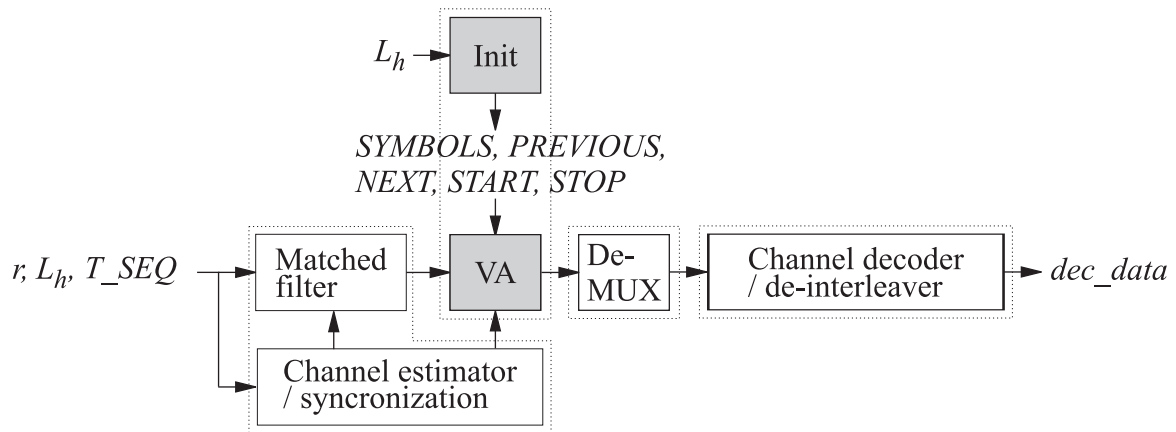 L_h
Init
SYMBOLS, PREVIOUS,
NEXT, START, STOP
r, L_h, T_SEQ
Matched
filter
VA
De-
MUX
Channel decoder
/ de-interleaver
dec_data
Channel estimator
/ syncronization